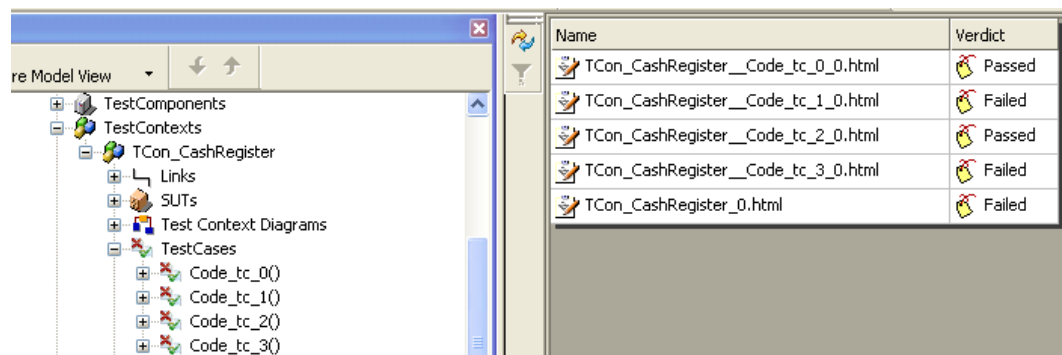 re Model View
TestComponents
TestContexts
TCon_CashRegister
Links
SUTs
Test Context Diagrams
TestCases
Code_tc_0()
Code_tc_1()
Code_tc_2()
Code_tc_3()
Name Verdict
TCon_CashRegister__Code_tc_0_0.html Passed
TCon_CashRegister__Code_tc_1_0.html Failed
TCon_CashRegister__Code_tc_2_0.html Passed
TCon_CashRegister__Code_tc_3_0.html Failed
TCon_CashRegister_0.html Failed